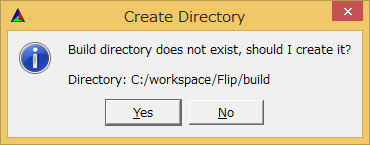 Create Directory
Build directory does not exist, should I create it?
Directory: C:/workspace/Flip/build
Yes
No